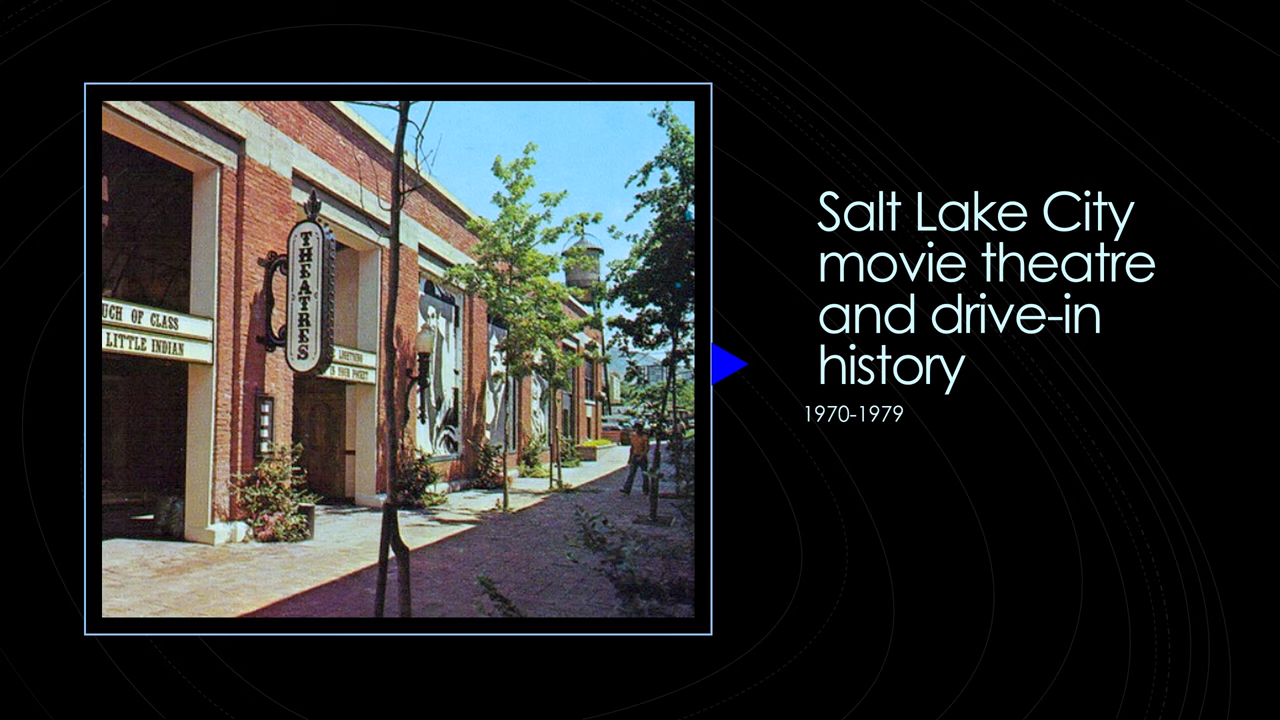 UCH OF CLASS
LITTLE INDIAN
THEATRES
LIGHTNING
IN YOUR POCKET
Salt Lake City
movie theatre
and drive-in
history
1970-1979